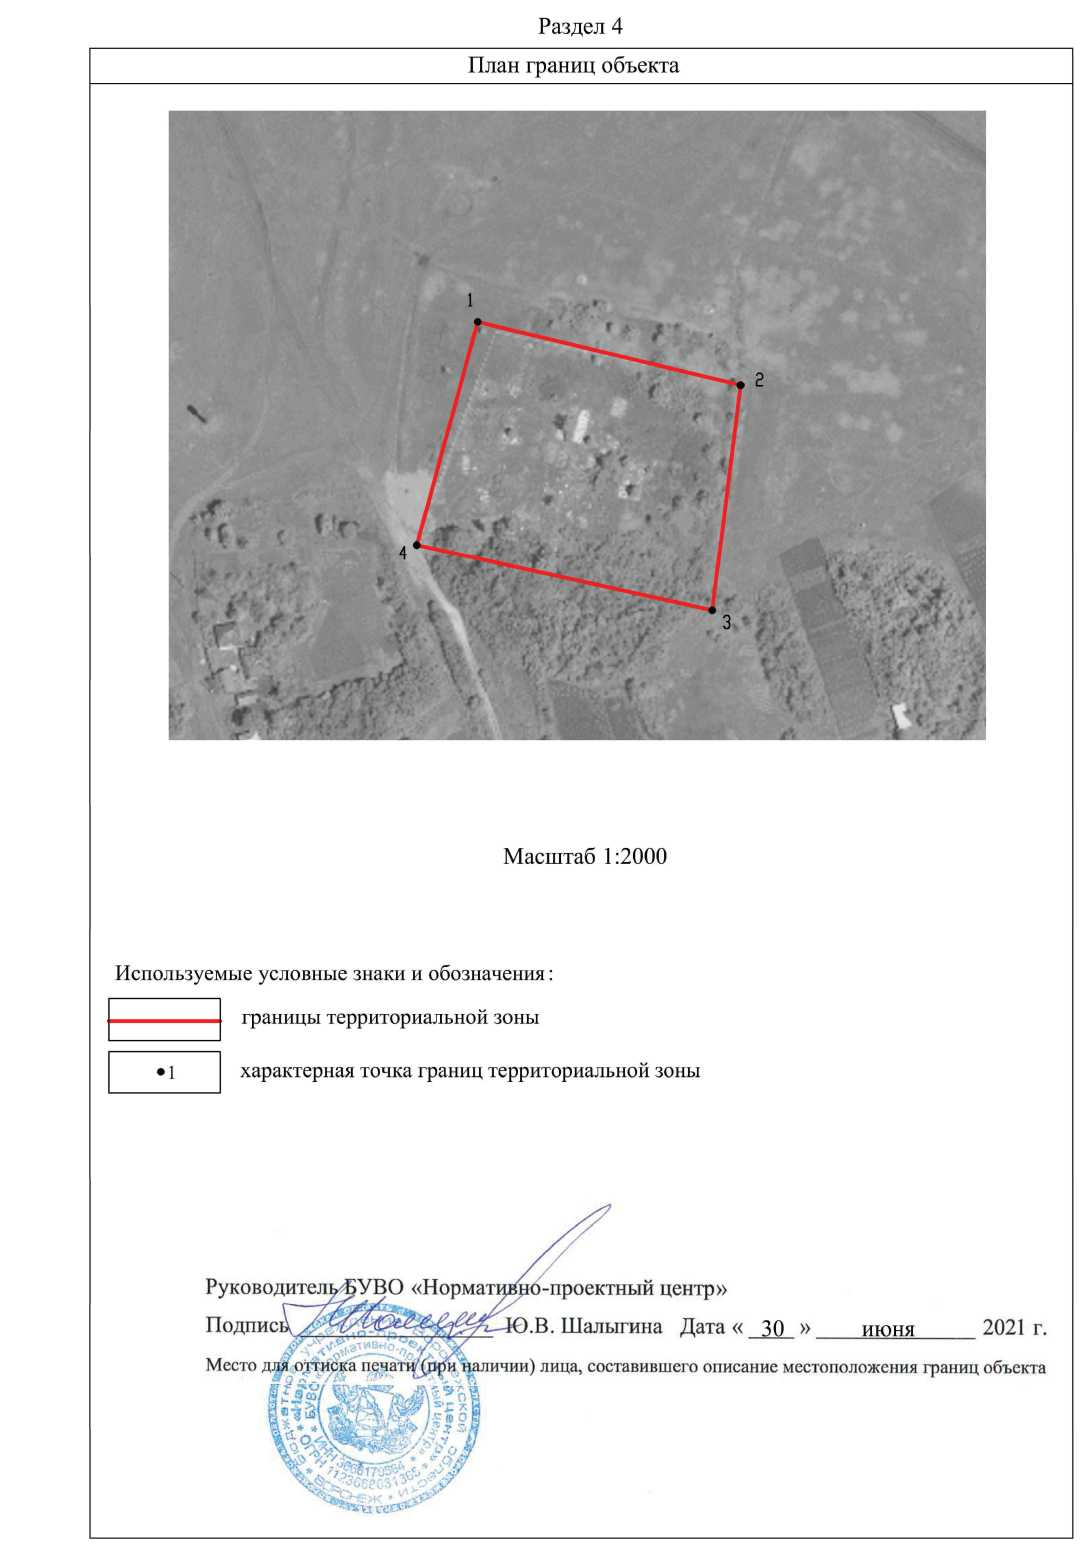 Раздел 4
План границ объекта
1
2
3
4
Масштаб 1:2000
Используемые условные знаки и обозначения:
границы территориальной зоны
1
характерная точка границ территориальной зоны
Руководитель БУВО «Нормативно-проектный центр»
Подпись Ю.В. Шалыгина Дата « 30 » июня 2021 г.
Место для оттиска печати (при наличии) лица, составившего описание местоположения границ объекта